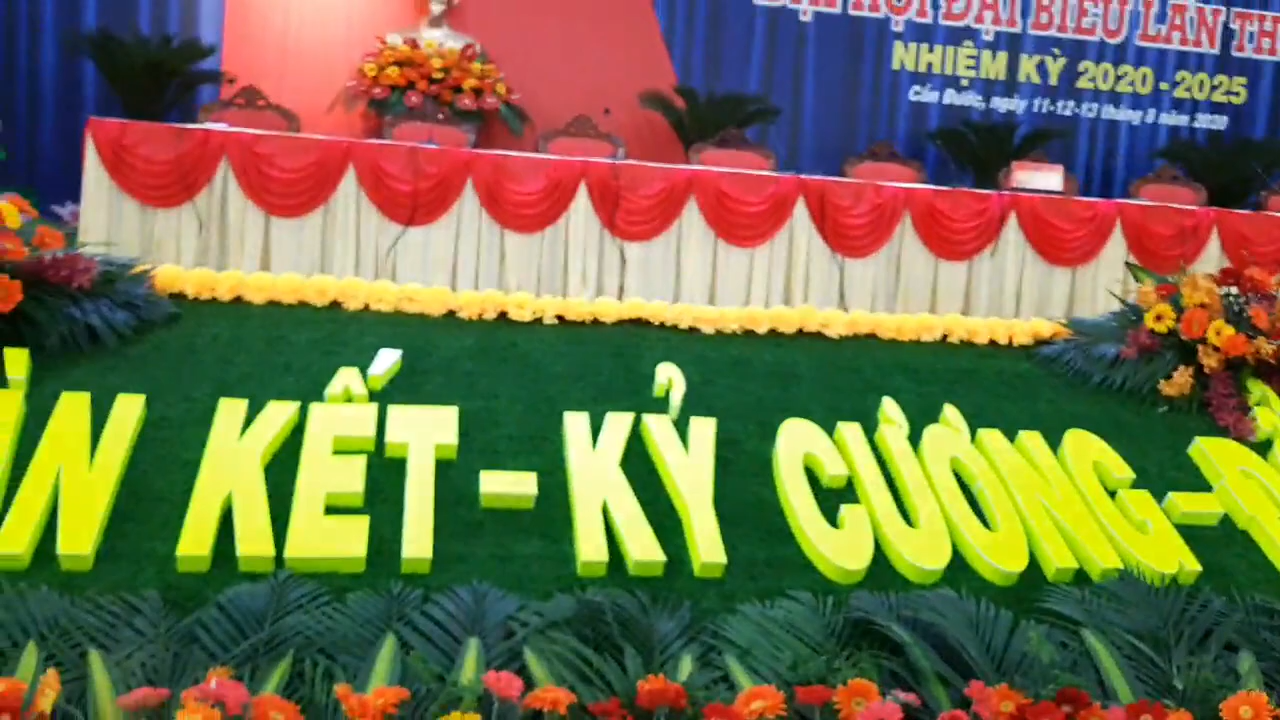 ĐẠI HỘI ĐẠI BIỂU LẦN TH
NHIỆM KỲ 2020 - 2025
Cần Đước, ngày 11-12-13 tháng 8 năm 2020
ÀN KẾT - KỶ CƯƠNG - Đ